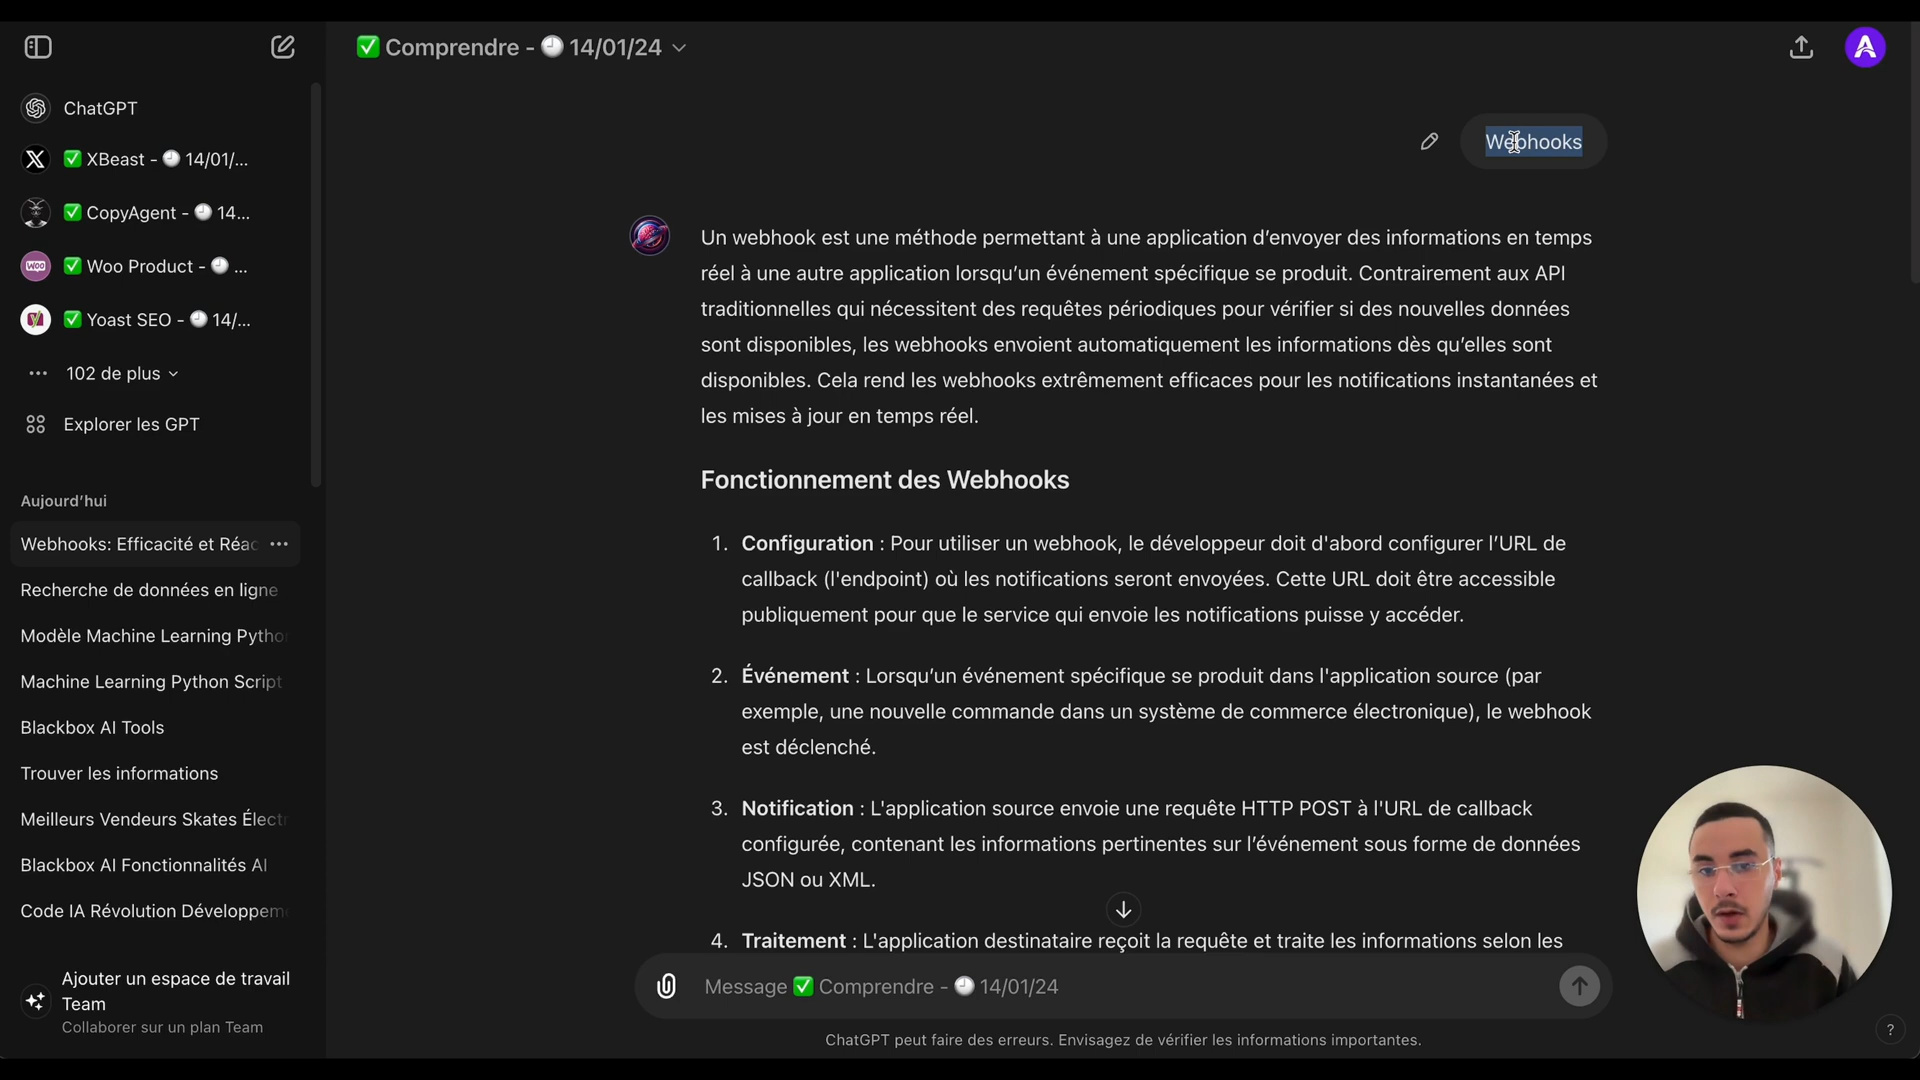 ChatGPT
✅ XBeast - 🕘 14/01/...
✅ CopyAgent - 🕘 14...
✅ Woo Product - 🕘 ...
✅ Yoast SEO - 🕘 14/...
102 de plus
Explorer les GPT
Aujourd’hui
Webhooks: Efficacité et Réac
Recherche de données en ligne
Modèle Machine Learning Python
Machine Learning Python Script
Blackbox AI Tools
Trouver les informations
Meilleurs Vendeurs Skates Électr
Blackbox AI Fonctionnalités AI
Code IA Révolution Développem
Ajouter un espace de travail
Team
Collaborer sur un plan Team
✅ Comprendre - 🕘 14/01/24
A
Webhooks
Un webhook est une méthode permettant à une application d’envoyer des informations en temps
réel à une autre application lorsqu’un événement spécifique se produit. Contrairement aux API
traditionnelles qui nécessitent des requêtes périodiques pour vérifier si des nouvelles données
sont disponibles, les webhooks envoient automatiquement les informations dès qu’elles sont
disponibles. Cela rend les webhooks extrêmement efficaces pour les notifications instantanées et
les mises à jour en temps réel.
Fonctionnement des Webhooks
1. Configuration : Pour utiliser un webhook, le développeur doit d'abord configurer l’URL de
callback (l'endpoint) où les notifications seront envoyées. Cette URL doit être accessible
publiquement pour que le service qui envoie les notifications puisse y accéder.
2. Événement : Lorsqu’un événement spécifique se produit dans l'application source (par
exemple, une nouvelle commande dans un système de commerce électronique), le webhook
est déclenché.
3. Notification : L'application source envoie une requête HTTP POST à l'URL de callback
configurée, contenant les informations pertinentes sur l’événement sous forme de données
JSON ou XML.
4. Traitement : L'application destinataire reçoit la requête et traite les informations selon les
Message ✅ Comprendre - 🕘 14/01/24
ChatGPT peut faire des erreurs. Envisagez de vérifier les informations importantes.
?